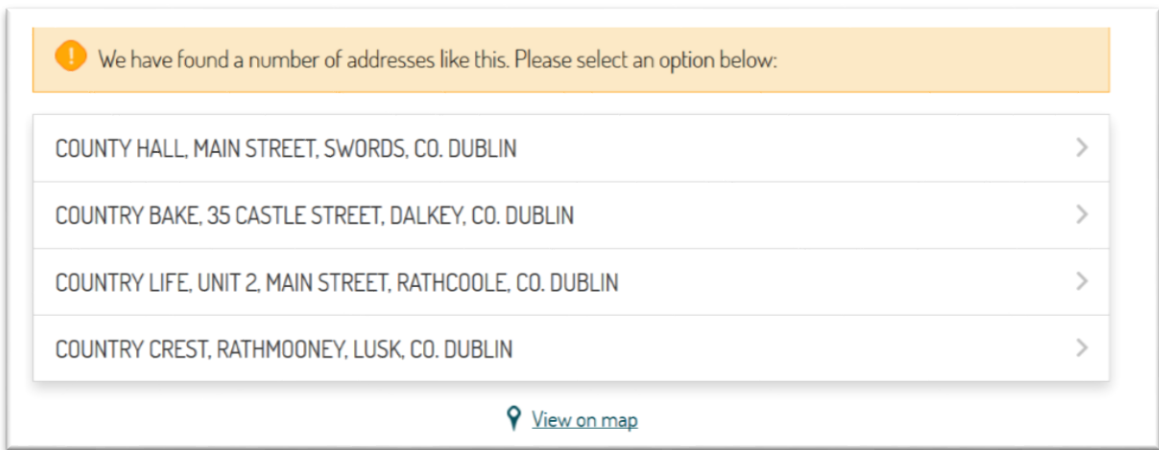 We have found a number of addresses like this. Please select an option below:
COUNTY HALL, MAIN STREET, SWORDS, CO. DUBLIN
COUNTRY BAKE, 35 CASTLE STREET, DALKEY, CO. DUBLIN
COUNTRY LIFE, UNIT 2, MAIN STREET, RATHCOOLE, CO. DUBLIN
COUNTRY CREST, RATHMOONEY, LUSK, CO. DUBLIN
View on map